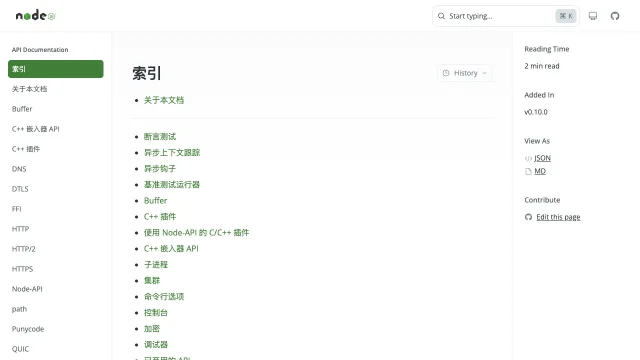 node
Start typing...
⌘ K
API Documentation
索引
关于本文档
Buffer
C++ 嵌入器 API
C++ 插件
DNS
DTLS
FFI
HTTP
HTTP/2
HTTPS
Node-API
path
Punycode
QUIC
索引
History
关于本文档
断言测试
异步上下文跟踪
异步钩子
基准测试运行器
Buffer
C++ 插件
使用 Node-API 的 C/C++ 插件
C++ 嵌入器 API
子进程
集群
命令行选项
控制台
加密
调试器
已弃用的 API
Reading Time
2 min read
Added In
v0.10.0
View As
JSON
MD
Contribute
Edit this page